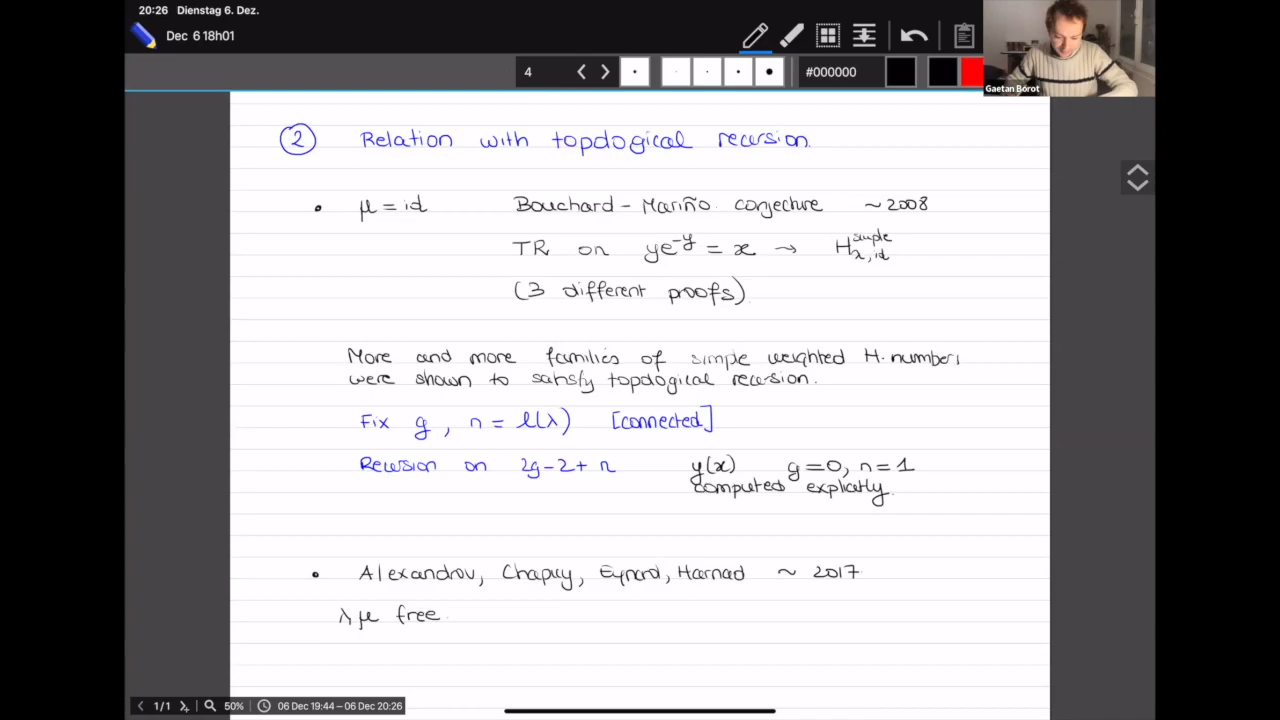 20:26 Dienstag 6. Dez.
Dec 6 18h01
4 #000000
Gaetan Borot
② Relation with topological recursion.
• μ = id Bouchard - Mariño conjecture ~ 2008
TR on ye^{-y} = x → H^{simple}_{λ, id}
(3 different proofs)
More and more families of simple weighted H. numbers
were shown to satisfy topological recursion.
Fix g, n = l(λ) [connected]
Recursion on 2g-2+n y(x) g=0, n=1
computed explicitly.
• Alexandrov, Chapuy, Eynard, Harnad ~ 2017
λ μ free.
1/1 50% 06 Dec 19:44 – 06 Dec 20:26